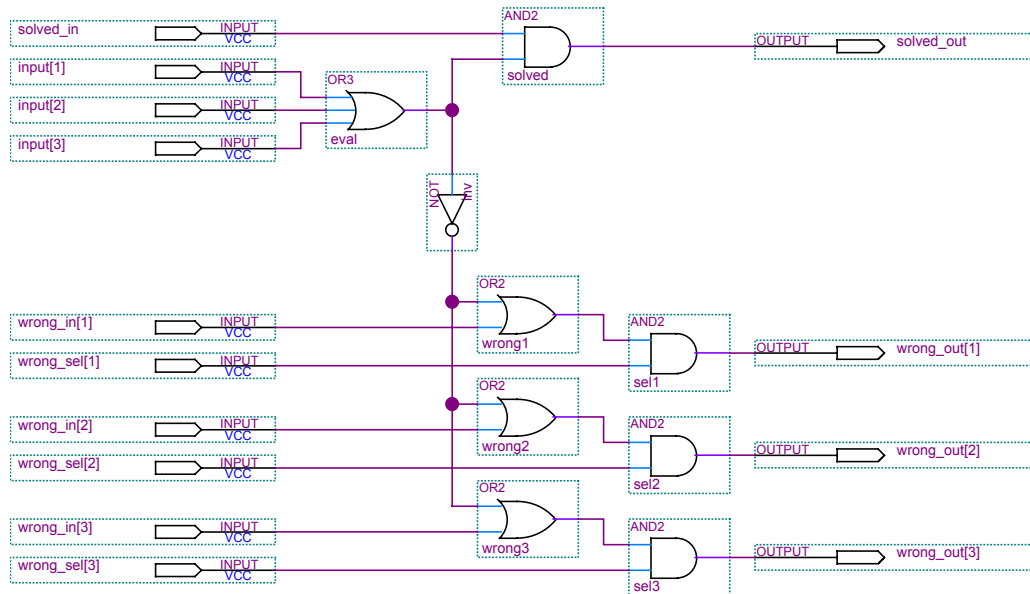 AND2
solved_in
INPUT
VCC
OUTPUT
solved_out
solved
input[1]
INPUT
VCC
OR3
input[2]
INPUT
VCC
eval
input[3]
INPUT
VCC
NOT
inv
OR2
wrong_in[1]
INPUT
VCC
wrong1
AND2
wrong_sel[1]
INPUT
VCC
sel1
OUTPUT
wrong_out[1]
OR2
wrong_in[2]
INPUT
VCC
wrong2
AND2
wrong_sel[2]
INPUT
VCC
sel2
OUTPUT
wrong_out[2]
OR2
wrong_in[3]
INPUT
VCC
wrong3
AND2
wrong_sel[3]
INPUT
VCC
sel3
OUTPUT
wrong_out[3]